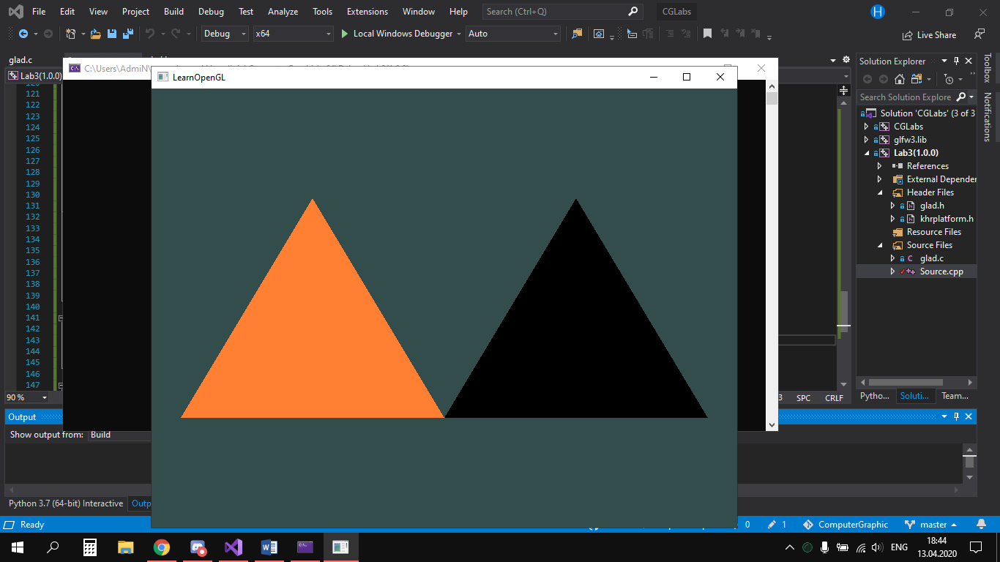 File Edit View Project Build Debug Test Analyze Tools Extensions Window Help Search (Ctrl+Q) CGLabs H
Debug x64 Local Windows Debugger Auto Live Share
glad.c
C:\Users\AdmiN\
Lab3(1.0.0)
LearnOpenGL
121
122
123
124
125
126
127
128
129
130
131
132
133
134
135
136
137
138
139
140
141
142
143
144
145
146
147
90 %
SPC CRLF
Solution Explorer
Search Solution Explore
Solution 'CGLabs' (3 of 3
CGLabs
glfw3.lib
Lab3(1.0.0)
References
External Depender
Header Files
glad.h
khrplatform.h
Resource Files
Source Files
glad.c
Source.cpp
Pytho... Soluti... Team...
Toolbox
Notifications
Output
Show output from: Build
Python 3.7 (64-bit) Interactive Outp
Ready 0 1 ComputerGraphic master
ENG
18:44
13.04.2020